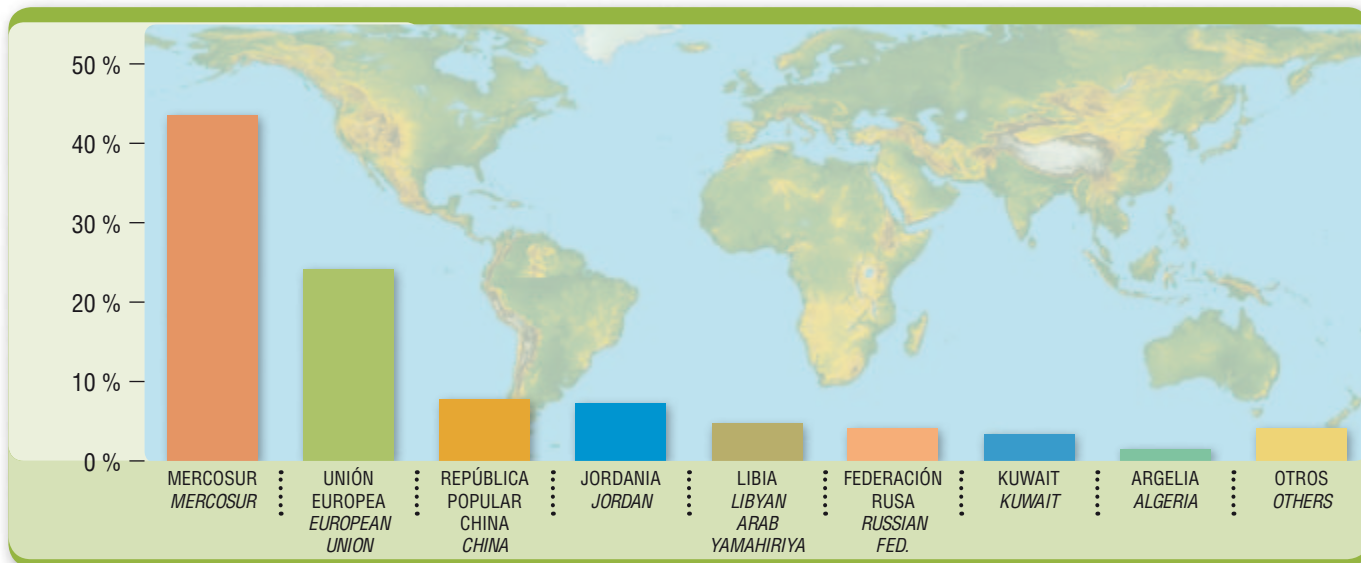 50 %
40 %
30 %
20 %
10 %
0 %
MERCOSUR
MERCOSUR
UNIÓN
EUROPEA
EUROPEAN
UNION
REPÚBLICA
POPULAR
CHINA
CHINA
JORDANIA
JORDAN
LIBIA
LIBYAN
ARAB
YAMAHIRIYA
FEDERACIÓN
RUSA
RUSSIAN
FED.
KUWAIT
KUWAIT
ARGELIA
ALGERIA
OTROS
OTHERS